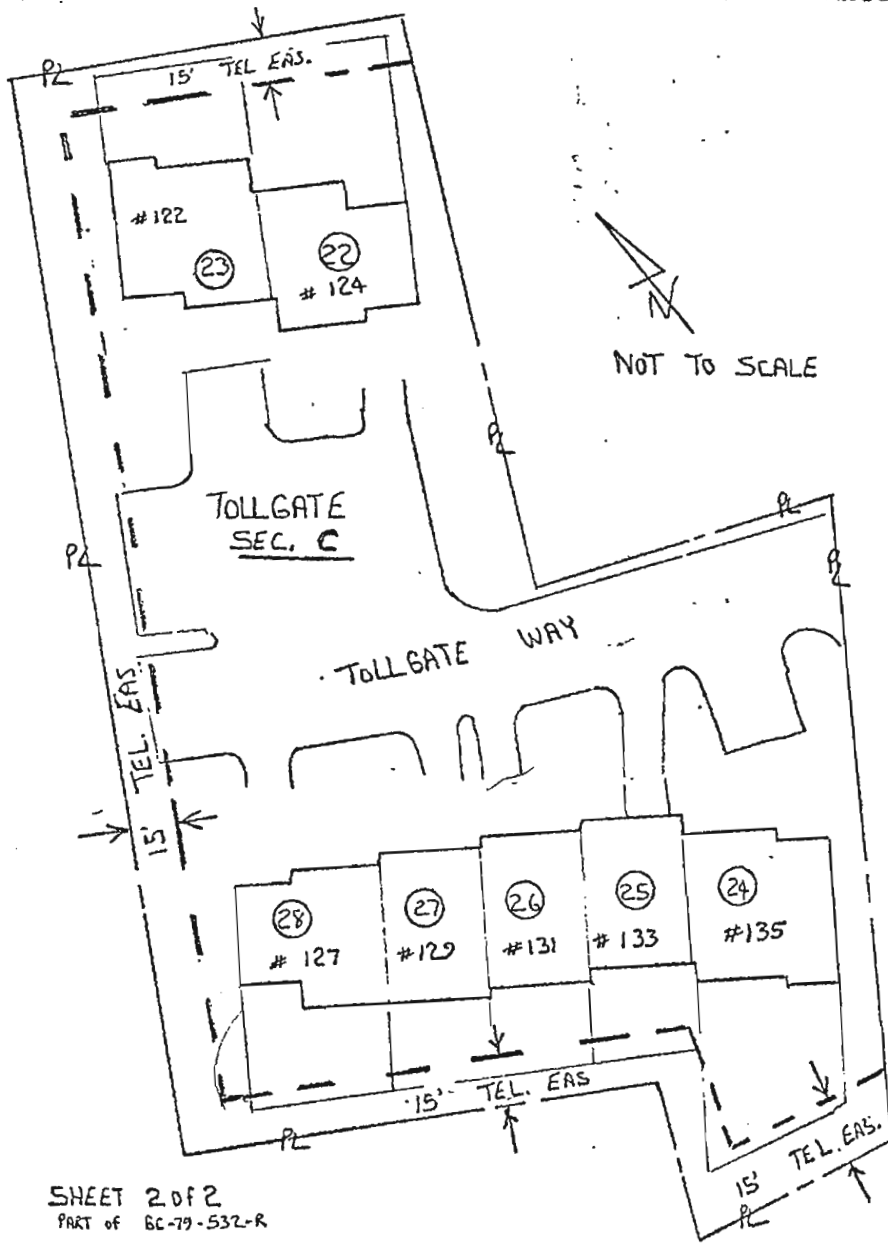 PL
15' TEL EAS.
#122
23
22
# 124
N
NOT TO SCALE
PL
TOLLGATE
SEC. C
PL
PL
PL
TOLLGATE WAY
15' TEL. EAS.
28
27
26
25
24
# 127
#129
#131
# 133
#135
15' TEL. EAS
PL
15' TEL. EAS.
PL
SHEET 2 OF 2
PART OF BC-79-532-R